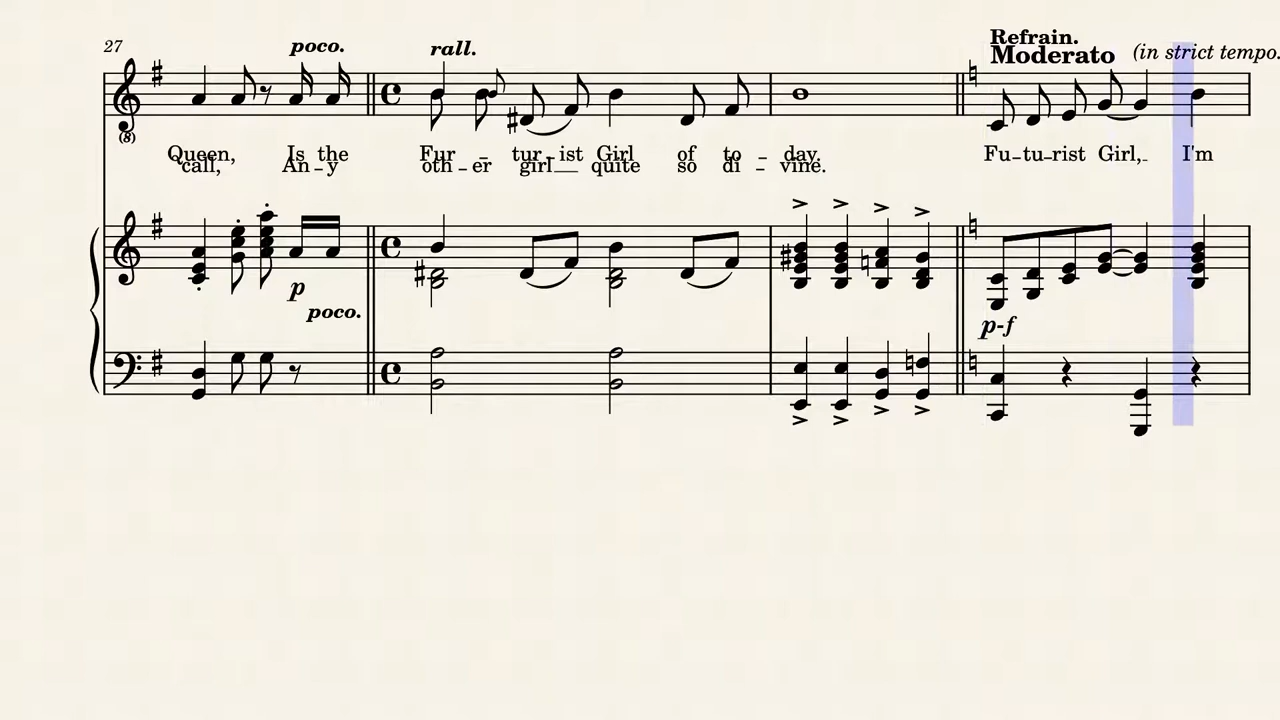 27
poco.
rall.
Refrain.
Moderato (in strict tempo.
(8)
Queen, Is the Fur - tur - ist Girl of to - day. Fu - tu - rist Girl, I'm
call, An - y oth - er girl quite so di - vine.
p
poco.
p-f